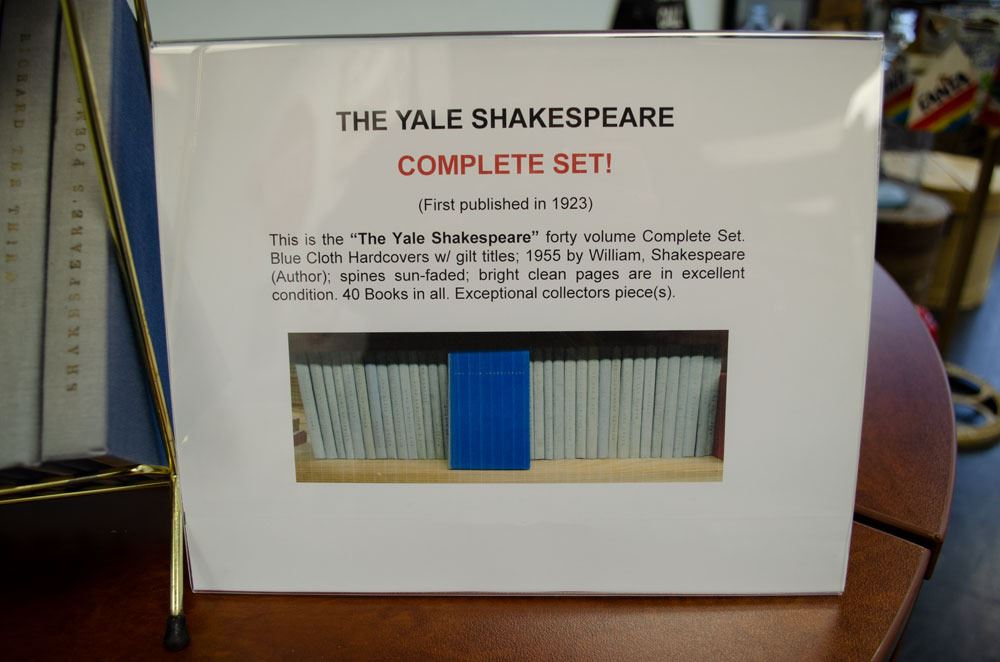 THE YALE SHAKESPEARE
COMPLETE SET!
(First published in 1923)
This is the “The Yale Shakespeare” forty volume Complete Set.
Blue Cloth Hardcovers w/ gilt titles; 1955 by William, Shakespeare
(Author); spines sun-faded; bright clean pages are in excellent
condition. 40 Books in all. Exceptional collectors piece(s).
RICHARD THE THIRD
SHAKESPEARE'S POEMS
FANTA